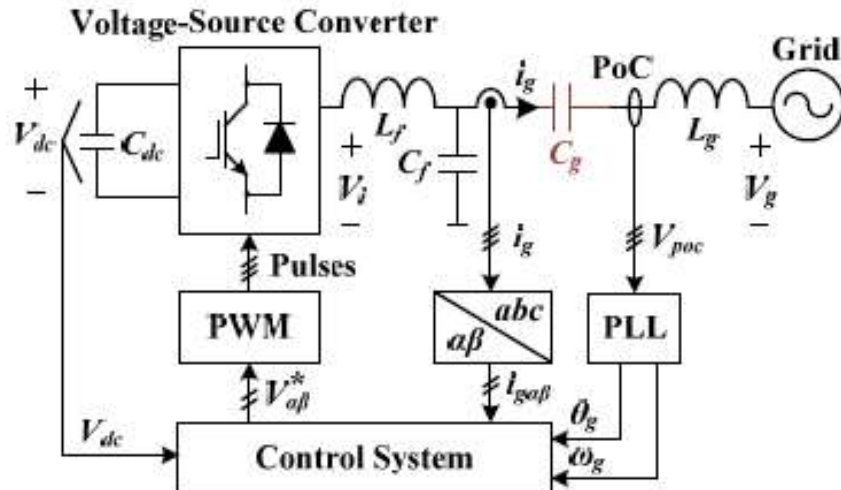 Voltage-Source Converter
Grid
+ V_dc −
C_dc
L_f
C_f
+ V_i −
i_g
C_g
PoC
L_g
+ V_g −
i_g
V_poc
Pulses
PWM
abc
αβ
PLL
V*_αβ
i_gαβ
V_dc
θ_g
ω_g
Control System